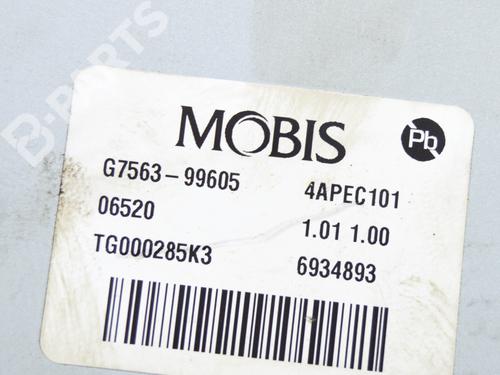 B-PARTS
MOBIS
Pb
G7563-99605 4APEC101
06520 1.01 1.00
TG000285K3 6934893